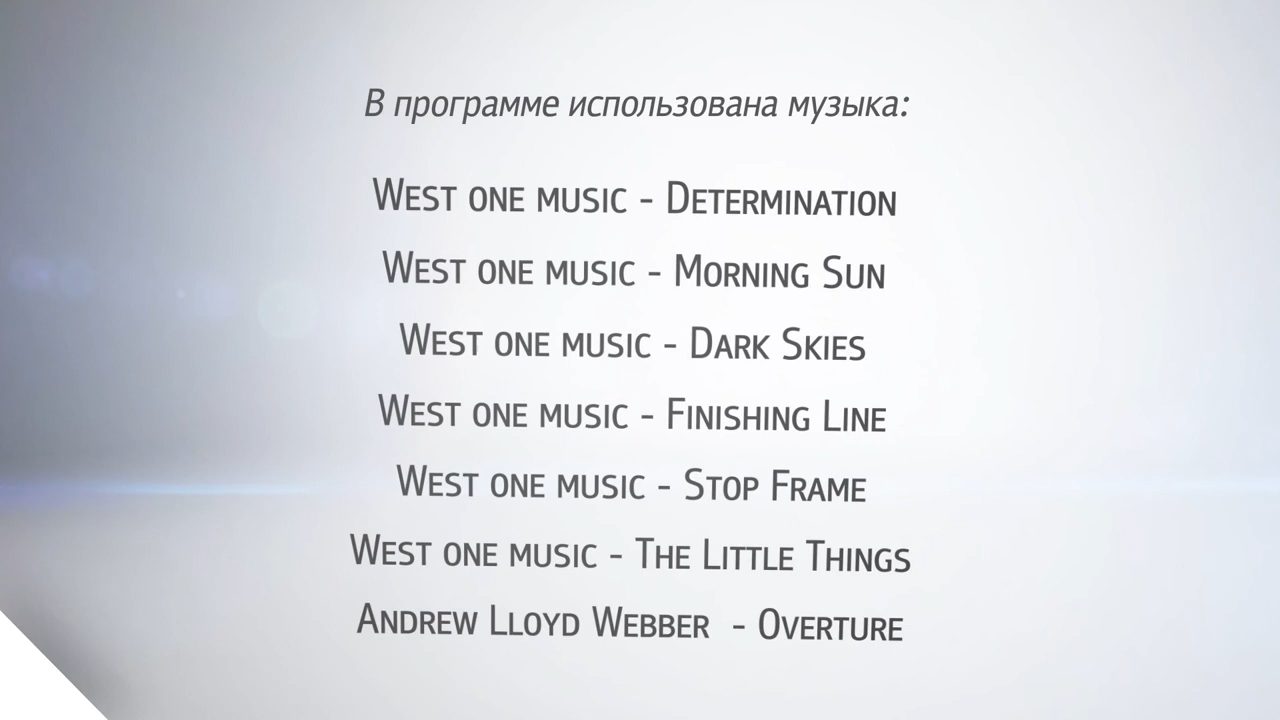 В программе использована музыка:
West one music - Determination
West one music - Morning Sun
West one music - Dark Skies
West one music - Finishing Line
West one music - Stop Frame
West one music - The Little Things
Andrew Lloyd Webber - Overture